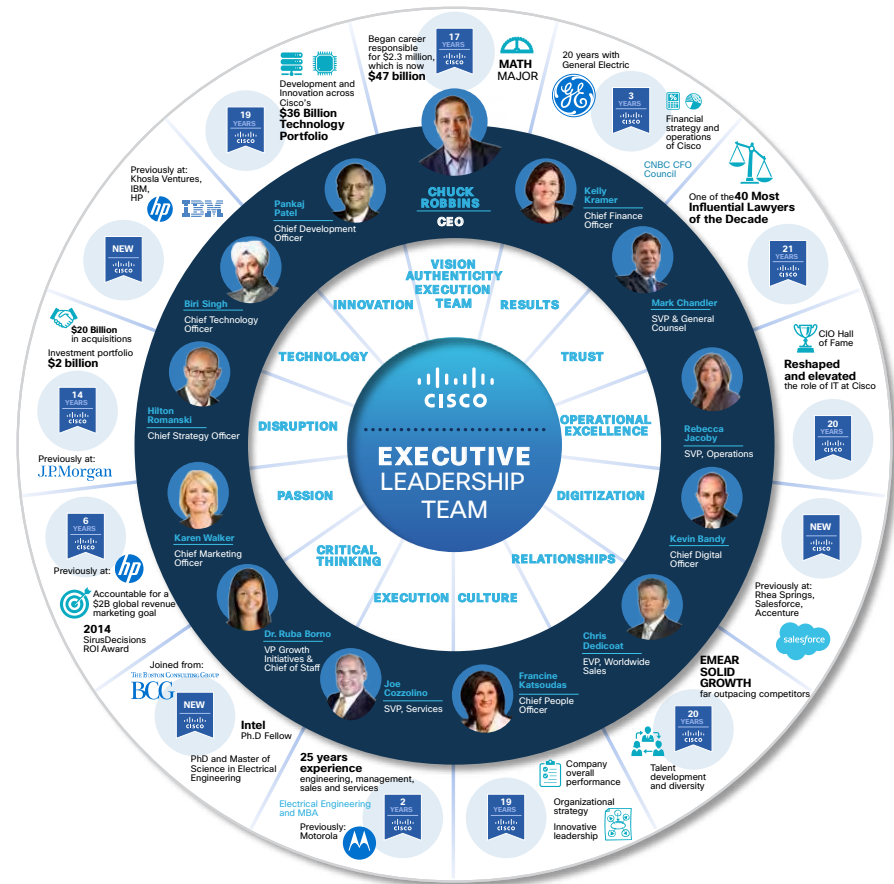 CISCO
EXECUTIVE
LEADERSHIP
TEAM
VISION
AUTHENTICITY
EXECUTION
TEAM
RESULTS
TRUST
OPERATIONAL
EXCELLENCE
DIGITIZATION
RELATIONSHIPS
CULTURE
EXECUTION
CRITICAL
THINKING
PASSION
DISRUPTION
TECHNOLOGY
INNOVATION
Began career
responsible
for $2.3 million,
which is now
$47 billion
17
YEARS
CISCO
MATH
MAJOR
CHUCK
ROBBINS
CEO
20 years with
General Electric
GE
3
YEARS
CISCO
Financial
strategy and
operations
of Cisco
CNBC CFO
Council
Kelly
Kramer
Chief Finance
Officer
One of the 40 Most
Influential Lawyers
of the Decade
21
YEARS
CISCO
Mark Chandler
SVP & General
Counsel
CIO Hall
of Fame
Reshaped
and elevated
the role of IT at Cisco
20
YEARS
CISCO
Rebecca
Jacoby
SVP, Operations
NEW
CISCO
Previously at:
Rhea Springs,
Salesforce,
Accenture
salesforce
Kevin Bandy
Chief Digital
Officer
EMEAR
SOLID
GROWTH
far outpacing competitors
20
YEARS
CISCO
Talent
development
and diversity
Chris
Dedicoat
EVP, Worldwide
Sales
Company
overall
performance
19
YEARS
CISCO
Organizational
strategy
Innovative
leadership
Francine
Katsoudas
Chief People
Officer
25 years
experience
engineering, management,
sales and services
Electrical Engineering
and MBA
Previously:
Motorola
2
YEARS
CISCO
Joe
Cozzolino
SVP, Services
Joined from:
THE BOSTON CONSULTING GROUP
BCG
NEW
CISCO
Intel
Ph.D Fellow
PhD and Master of
Science in Electrical
Engineering
Dr. Ruba Borno
VP Growth
Initiatives &
Chief of Staff
6
YEARS
CISCO
Previously at:
hp
Accountable for a
$2B global revenue
marketing goal
2014
SirusDecisions
ROI Award
Karen Walker
Chief Marketing
Officer
$20 Billion
in acquisitions
Investment portfolio
$2 billion
14
YEARS
CISCO
Previously at:
J.P.Morgan
Hilton
Romanski
Chief Strategy Officer
Previously at:
Khosla Ventures,
IBM,
HP
hp
IBM
NEW
CISCO
Biri Singh
Chief Technology
Officer
19
YEARS
CISCO
Development and
Innovation across
Cisco's
$36 Billion
Technology
Portfolio
Pankaj
Patel
Chief Development
Officer